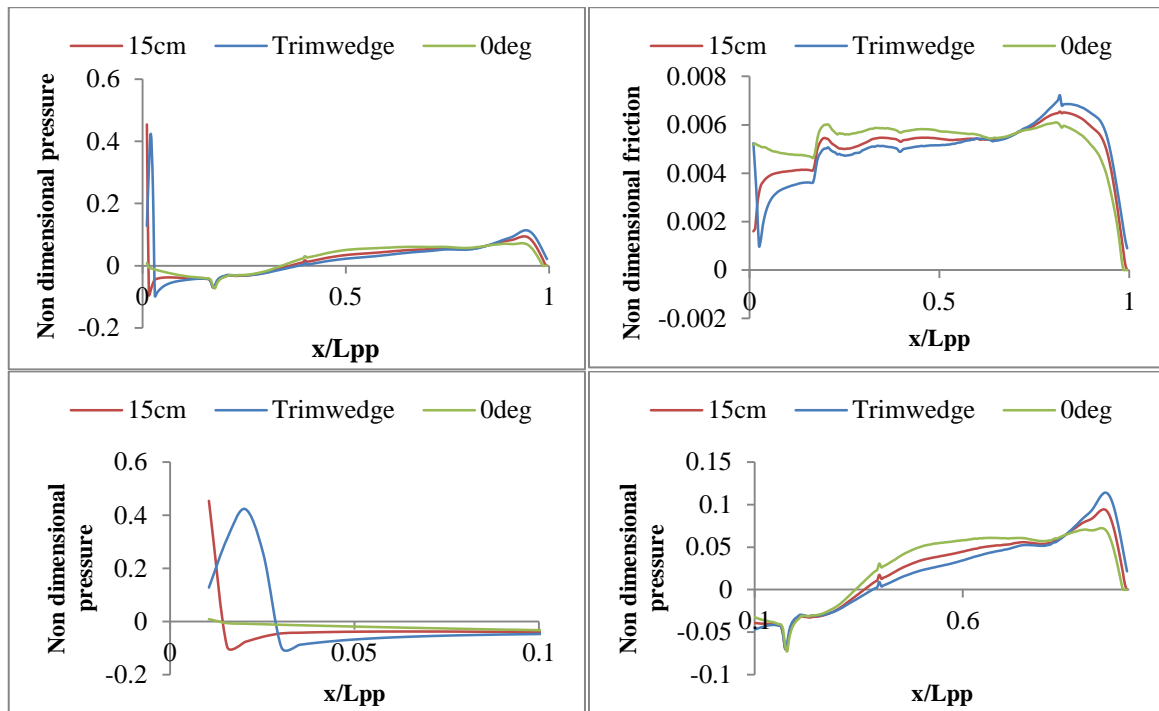 15cm Trimwedge 0deg
Non dimensional pressure
0.6
0.4
0.2
0
-0.2
0 0.5 1
x/Lpp
15cm Trimwedge 0deg
Non dimensional friction
0.008
0.006
0.004
0.002
0
-0.002
0 0.5 1
x/Lpp
15cm Trimwedge 0deg
Non dimensional
pressure
0.6
0.4
0.2
0
-0.2
0 0.05 0.1
x/Lpp
15cm Trimwedge 0deg
Non dimensional
pressure
0.15
0.1
0.05
0
-0.05
-0.1
0.1 0.6
x/Lpp